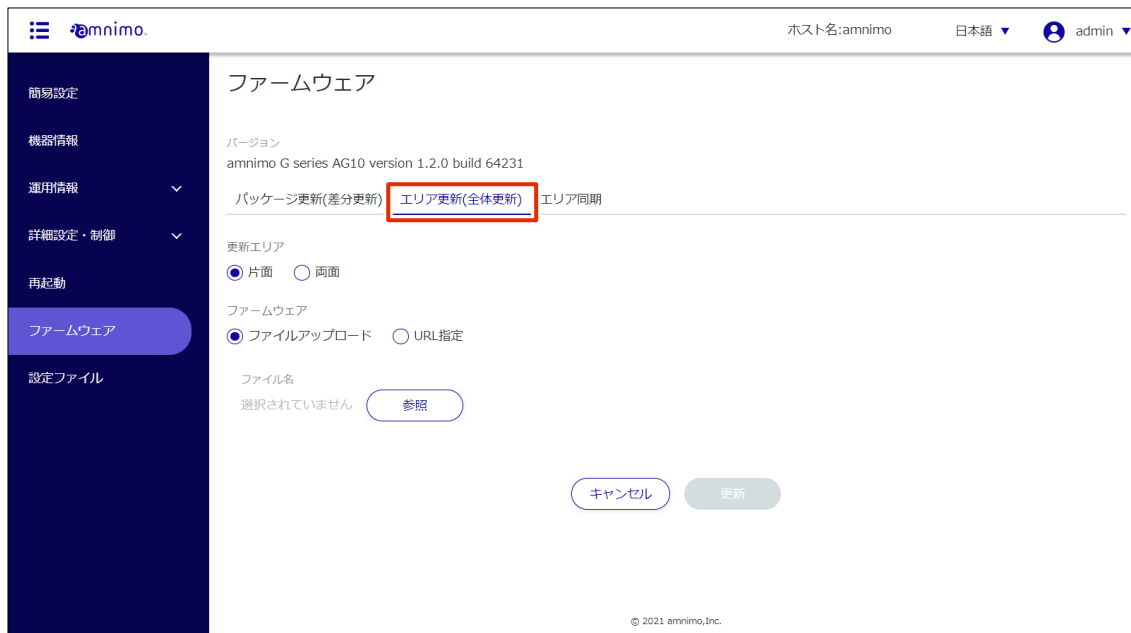 amnimo
ホスト名:amnimo
日本語 ▼
admin ▼
簡易設定
機器情報
運用情報
詳細設定・制御
再起動
ファームウェア
設定ファイル
ファームウェア
バージョン
amnimo G series AG10 version 1.2.0 build 64231
パッケージ更新(差分更新) エリア更新(全体更新) エリア同期
更新エリア
片面 両面
ファームウェア
ファイルアップロード URL指定
ファイル名
選択されていません 参照
キャンセル 更新
© 2021 amnimo,Inc.